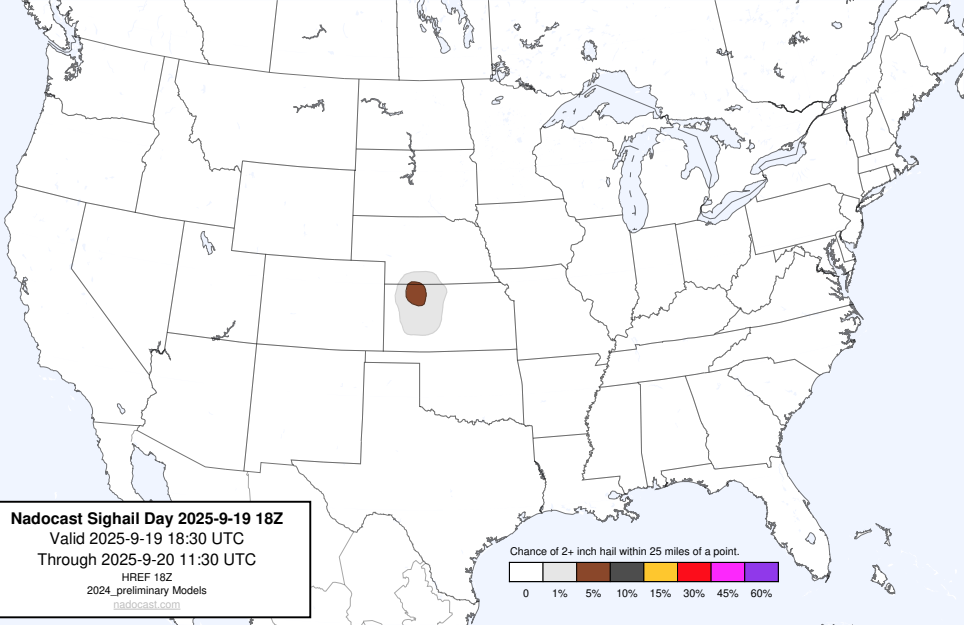 Nadocast Sighail Day 2025-9-19 18Z
Valid 2025-9-19 18:30 UTC
Through 2025-9-20 11:30 UTC
HREF 18Z
2024_preliminary Models
nadocast.com
Chance of 2+ inch hail within 25 miles of a point.
0 1% 5% 10% 15% 30% 45% 60%